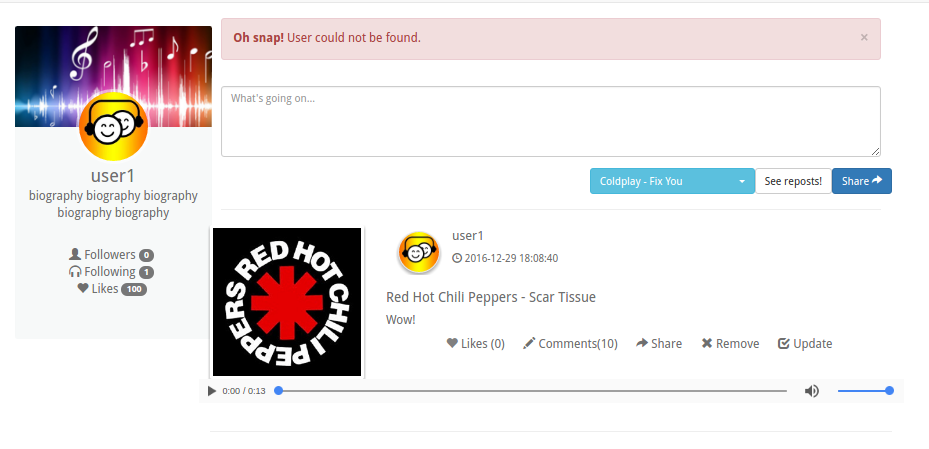 Oh snap! User could not be found.
×
What's going on...
Coldplay - Fix You
See reposts!
Share
user1
biography biography biography
biography biography
Followers 0
Following 1
Likes 100
RED HOT CHILI PEPPERS
user1
2016-12-29 18:08:40
Red Hot Chili Peppers - Scar Tissue
Wow!
Likes (0) Comments(10) Share Remove Update
0:00 / 0:13